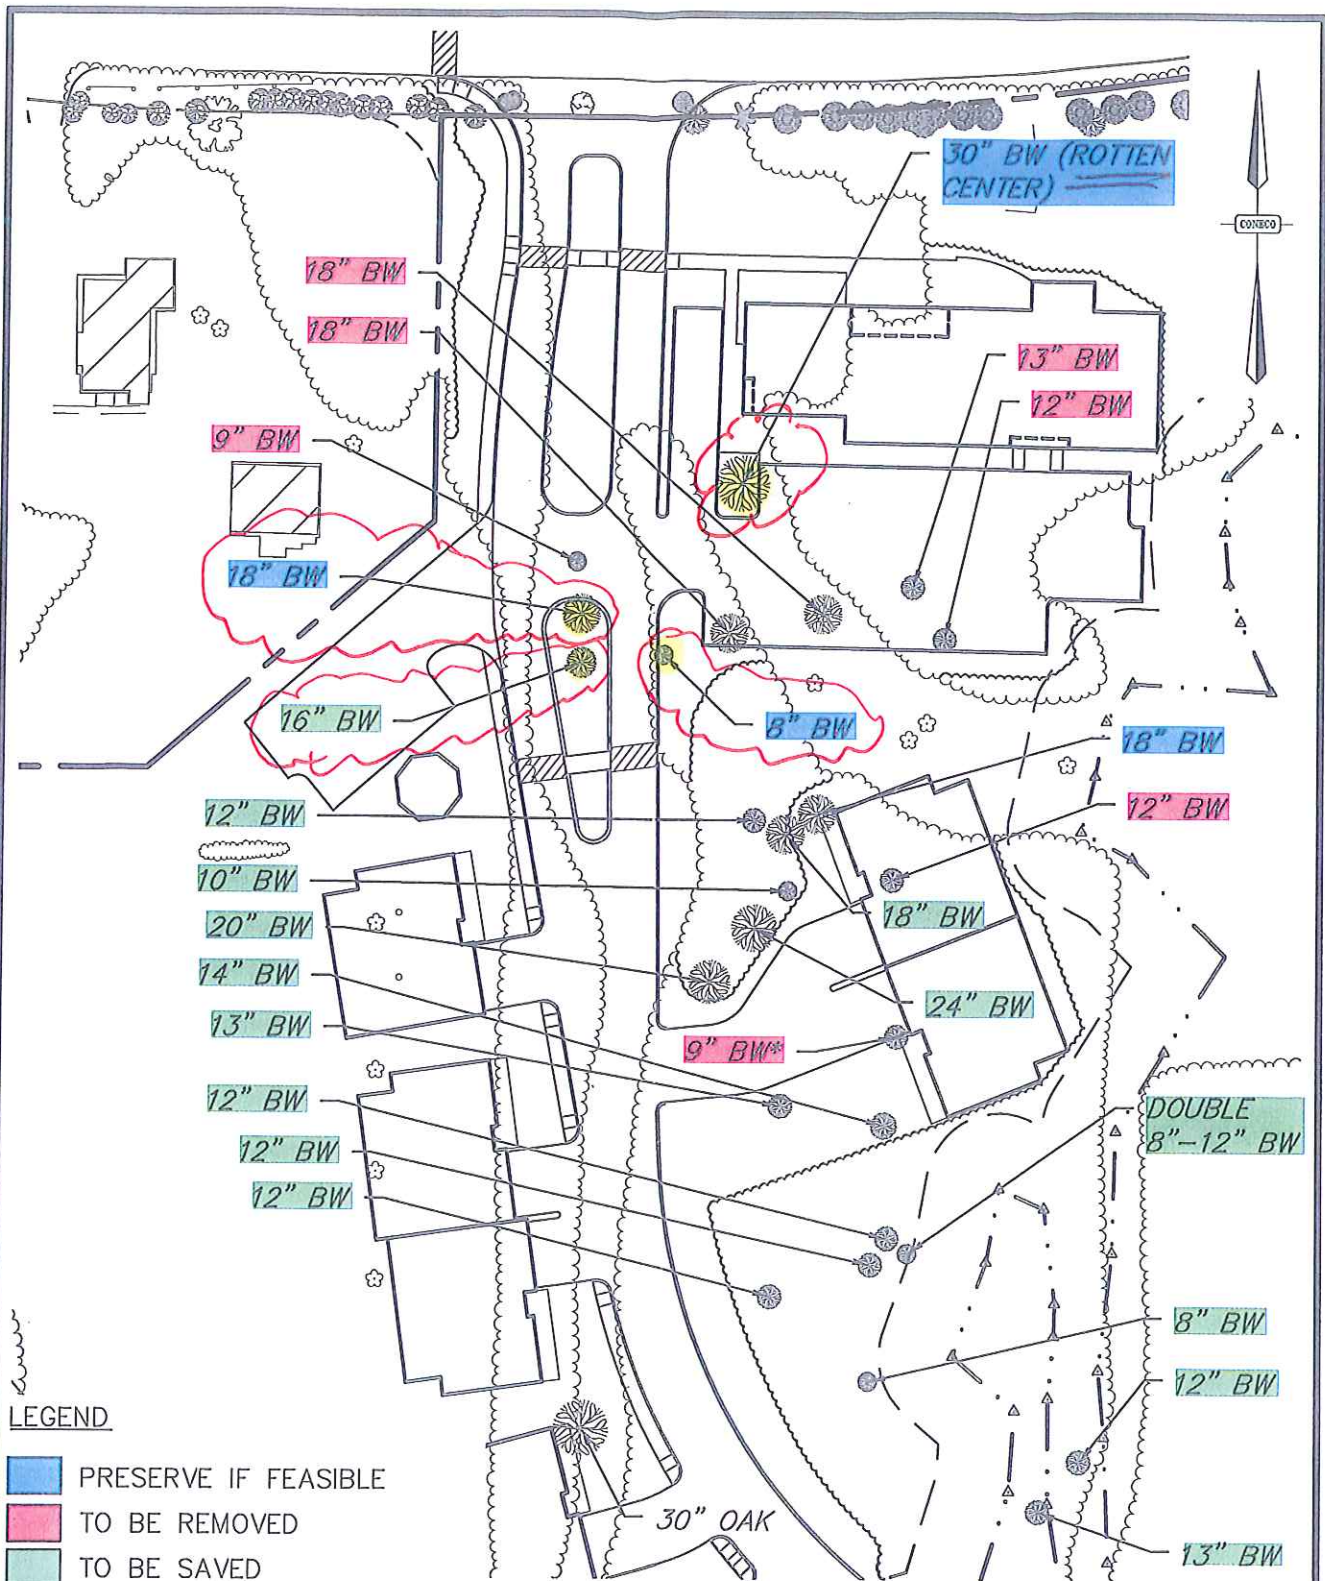 30" BW (ROTTEN
CENTER)
CONECO
18" BW
18" BW
13" BW
12" BW
9" BW
18" BW
16" BW
8" BW
18" BW
12" BW
12" BW
10" BW
18" BW
20" BW
14" BW
24" BW
13" BW
9" BW*
12" BW
DOUBLE
8"-12" BW
12" BW
12" BW
8" BW
12" BW
LEGEND
PRESERVE IF FEASIBLE
TO BE REMOVED
30" OAK
TO BE SAVED
13" BW